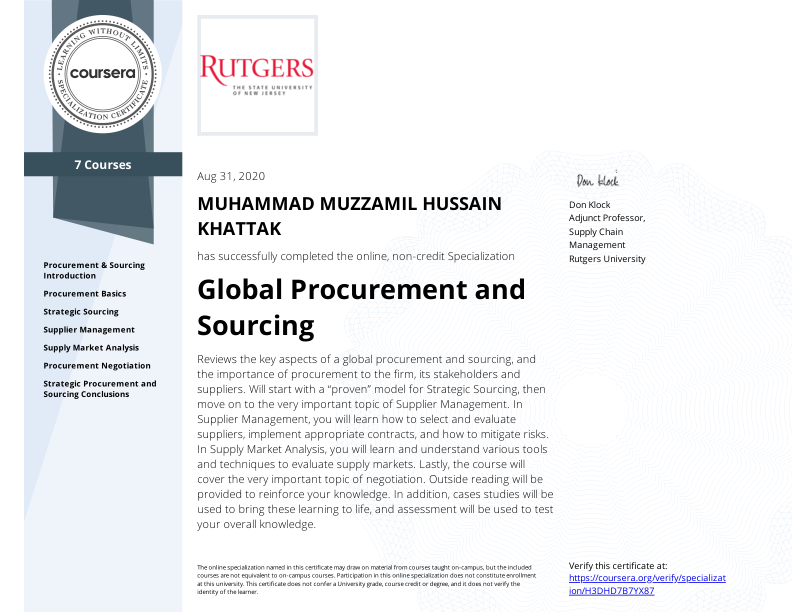 LEARNING WITHOUT LIMITS
coursera
SPECIALIZATION CERTIFICATE
7 Courses
Procurement & Sourcing
Introduction
Procurement Basics
Strategic Sourcing
Supplier Management
Supply Market Analysis
Procurement Negotiation
Strategic Procurement and
Sourcing Conclusions
RUTGERS
THE STATE UNIVERSITY
OF NEW JERSEY
Aug 31, 2020
MUHAMMAD MUZZAMIL HUSSAIN
KHATTAK
has successfully completed the online, non-credit Specialization
Global Procurement and
Sourcing
Reviews the key aspects of a global procurement and sourcing, and
the importance of procurement to the firm, its stakeholders and
suppliers. Will start with a “proven” model for Strategic Sourcing, then
move on to the very important topic of Supplier Management. In
Supplier Management, you will learn how to select and evaluate
suppliers, implement appropriate contracts, and how to mitigate risks.
In Supply Market Analysis, you will learn and understand various tools
and techniques to evaluate supply markets. Lastly, the course will
cover the very important topic of negotiation. Outside reading will be
provided to reinforce your knowledge. In addition, cases studies will be
used to bring these learning to life, and assessment will be used to test
your overall knowledge.
The online specialization named in this certificate may draw on material from courses taught on-campus, but the included
courses are not equivalent to on-campus courses. Participation in this online specialization does not constitute enrollment
at this university. This certificate does not confer a University grade, course credit or degree, and it does not verify the
identity of the learner.
Don Klock
Don Klock
Adjunct Professor,
Supply Chain
Management
Rutgers University
Verify this certificate at:
https://coursera.org/verify/specializat
ion/H3DHD7B7YX87